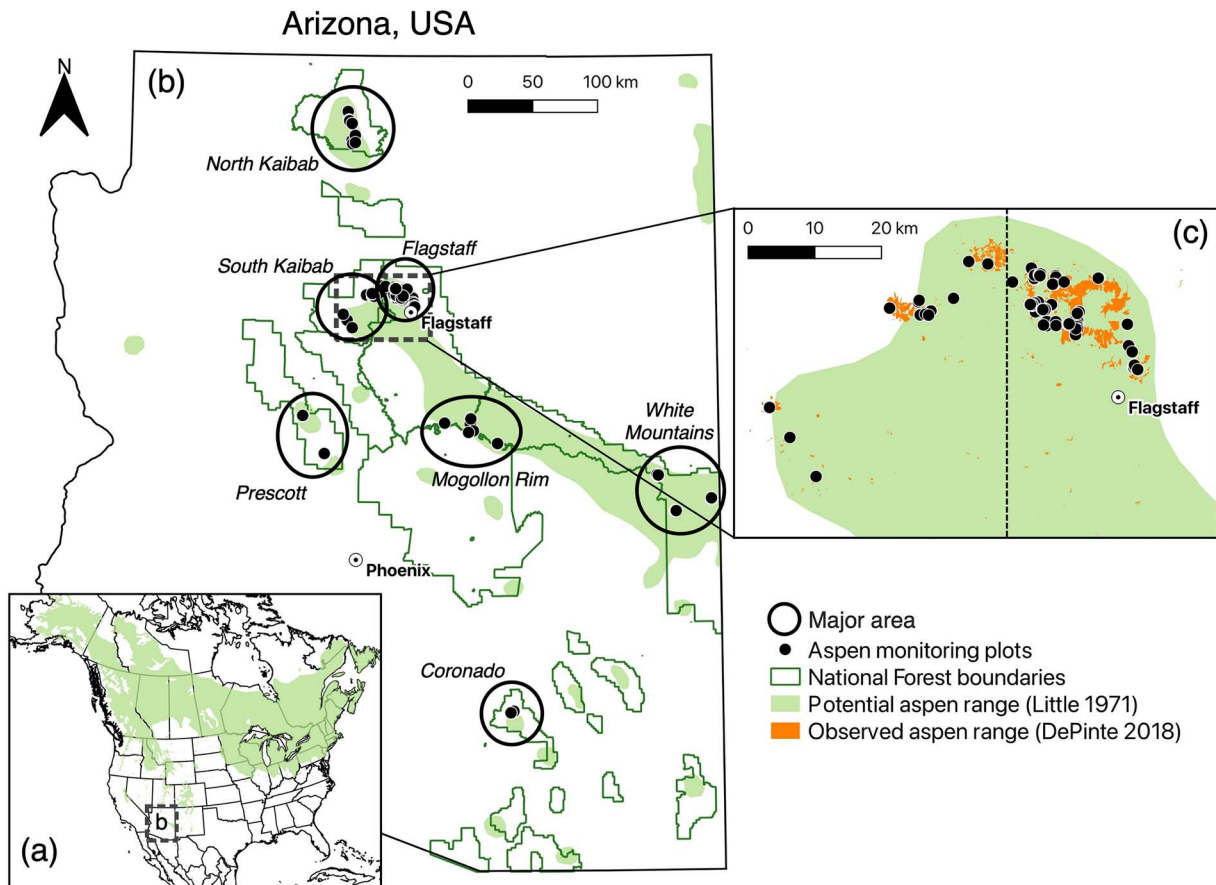 Arizona, USA
N
(b)
0 50 100 km
North Kaibab
South Kaibab
Flagstaff
Flagstaff
(c)
0 10 20 km
Flagstaff
White
Mountains
Prescott
Mogollon Rim
Phoenix
Coronado
(a)
b
Major area
Aspen monitoring plots
National Forest boundaries
Potential aspen range (Little 1971)
Observed aspen range (DePinte 2018)